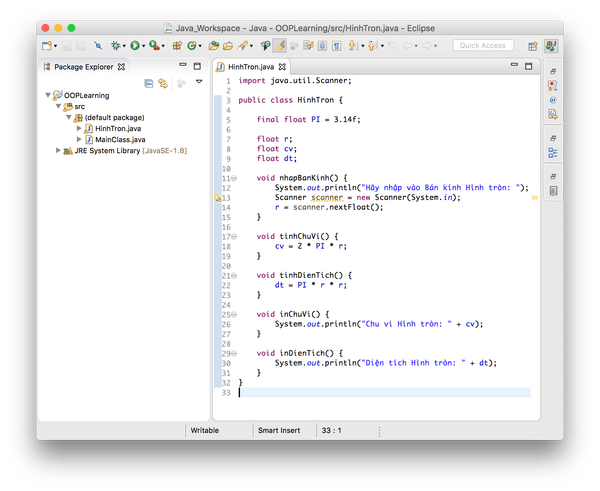 Java_Workspace - Java - OOPLearning/src/HinhTron.java - Eclipse
Quick Access
Package Explorer
OOPLearning
src
(default package)
HinhTron.java
MainClass.java
JRE System Library [JavaSE-1.8]
HinhTron.java
1 import java.util.Scanner;
2
3 public class HinhTron {
4
5 final float PI = 3.14f;
6
7 float r;
8 float cv;
9 float dt;
10
11 void nhapBanKinh() {
12 System.out.println("Hãy nhập vào Bán kính Hình tròn: ");
13 Scanner scanner = new Scanner(System.in);
14 r = scanner.nextFloat();
15 }
16
17 void tinhChuVi() {
18 cv = 2 * PI * r;
19 }
20
21 void tinhDienTich() {
22 dt = PI * r * r;
23 }
24
25 void inChuVi() {
26 System.out.println("Chu vi Hình tròn: " + cv);
27 }
28
29 void inDienTich() {
30 System.out.println("Diện tích Hình tròn: " + dt);
31 }
32 }
33
Writable
Smart Insert
33 : 1